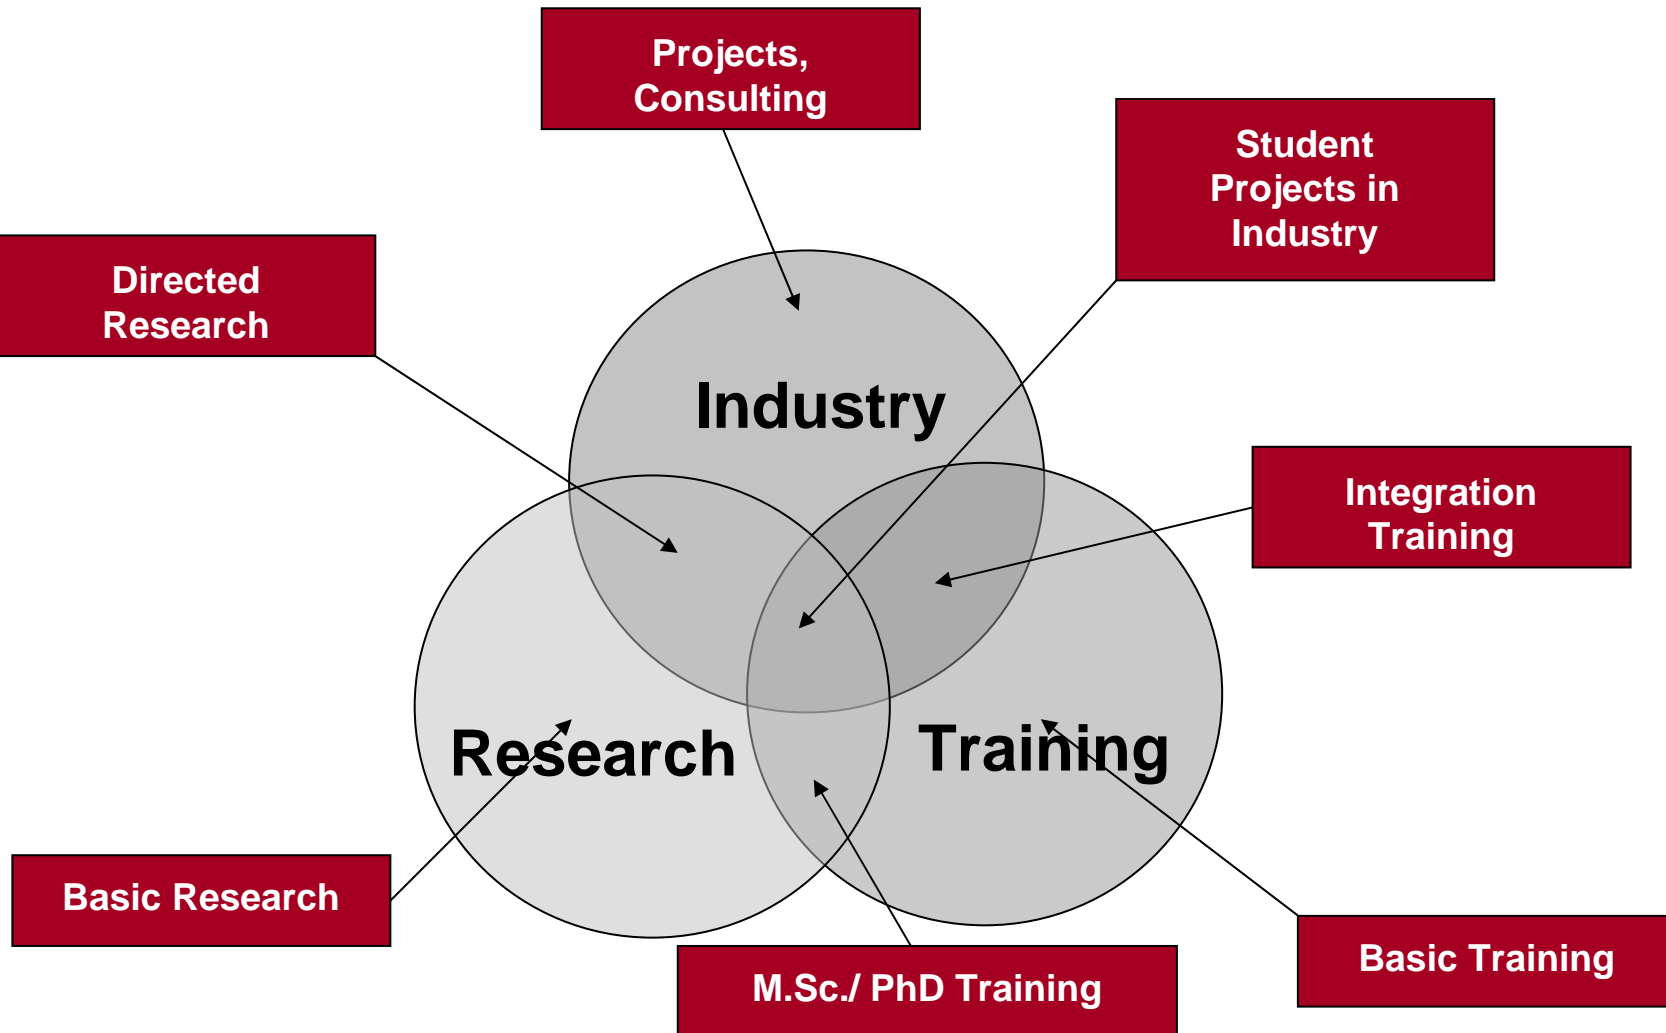 Projects,
Consulting
Student
Projects in
Industry
Directed
Research
Industry
Integration
Training
Research
Training
Basic Research
Basic Training
M.Sc./ PhD Training